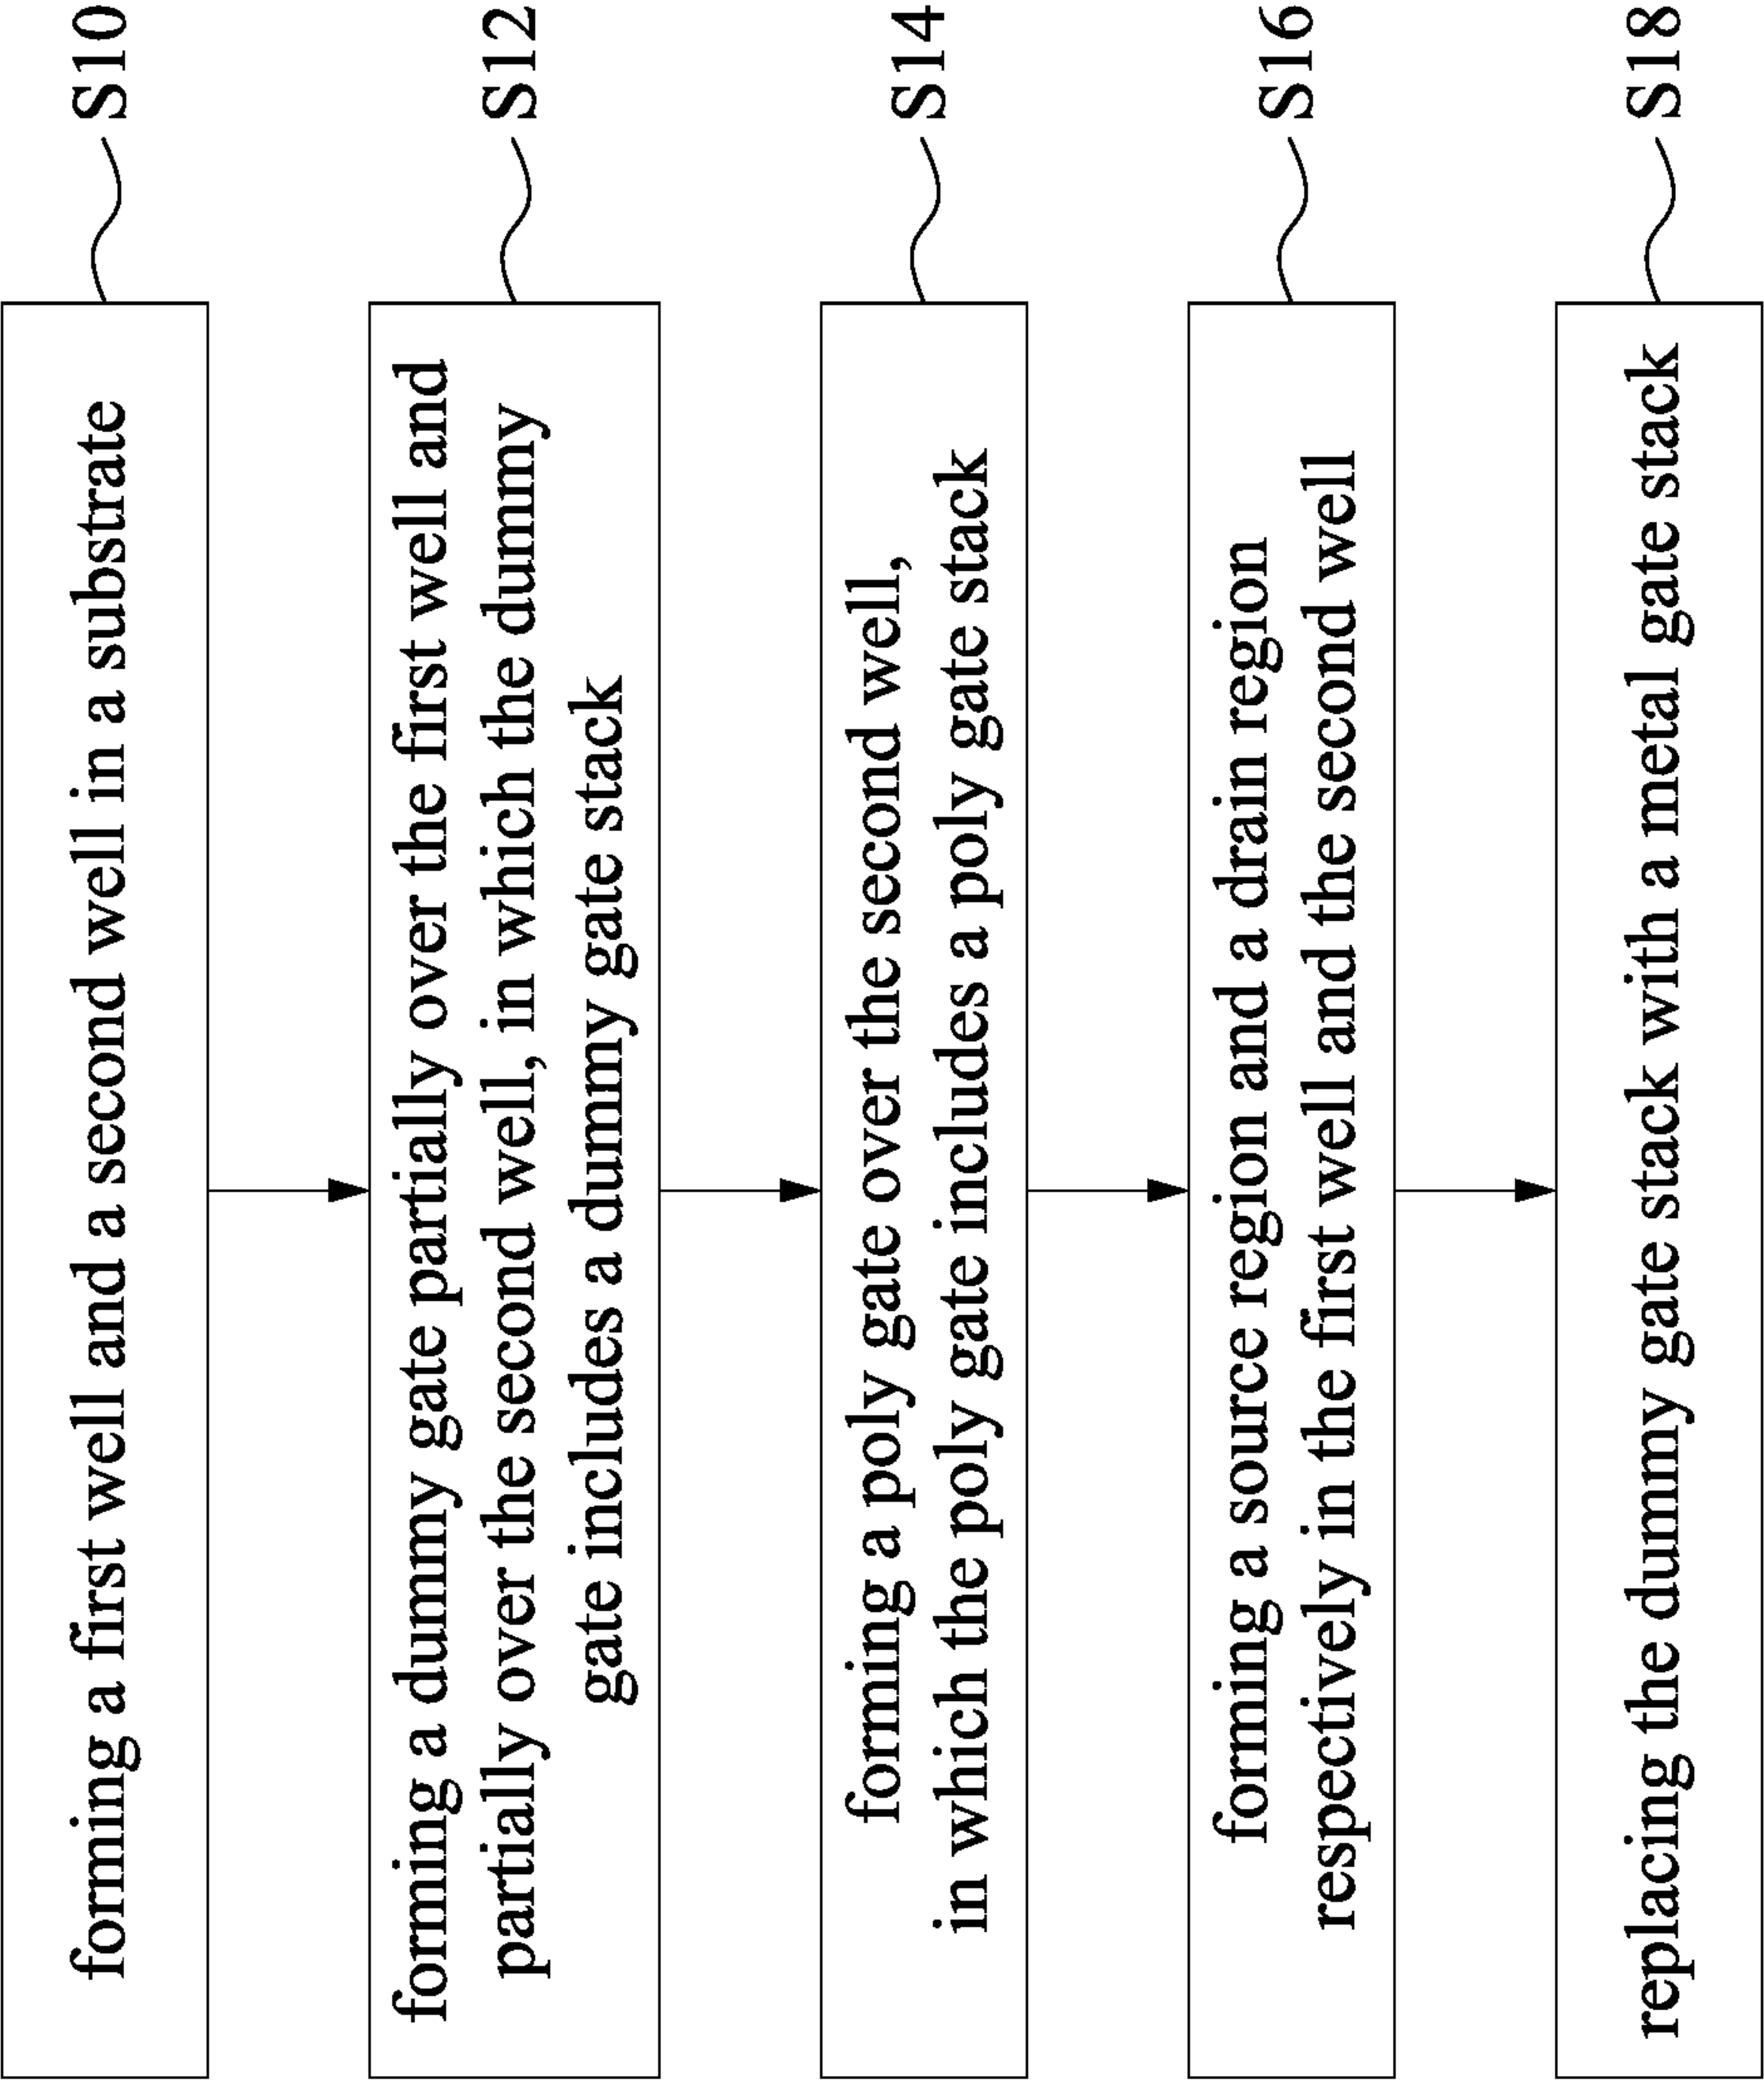 forming a first well and a second well in a substrate
S10
forming a dummy gate partially over the first well and
partially over the second well, in which the dummy
gate includes a dummy gate stack
S12
forming a poly gate over the second well,
in which the poly gate includes a poly gate stack
S14
forming a source region and a drain region
respectively in the first well and the second well
S16
replacing the dummy gate stack with a metal gate stack
S18